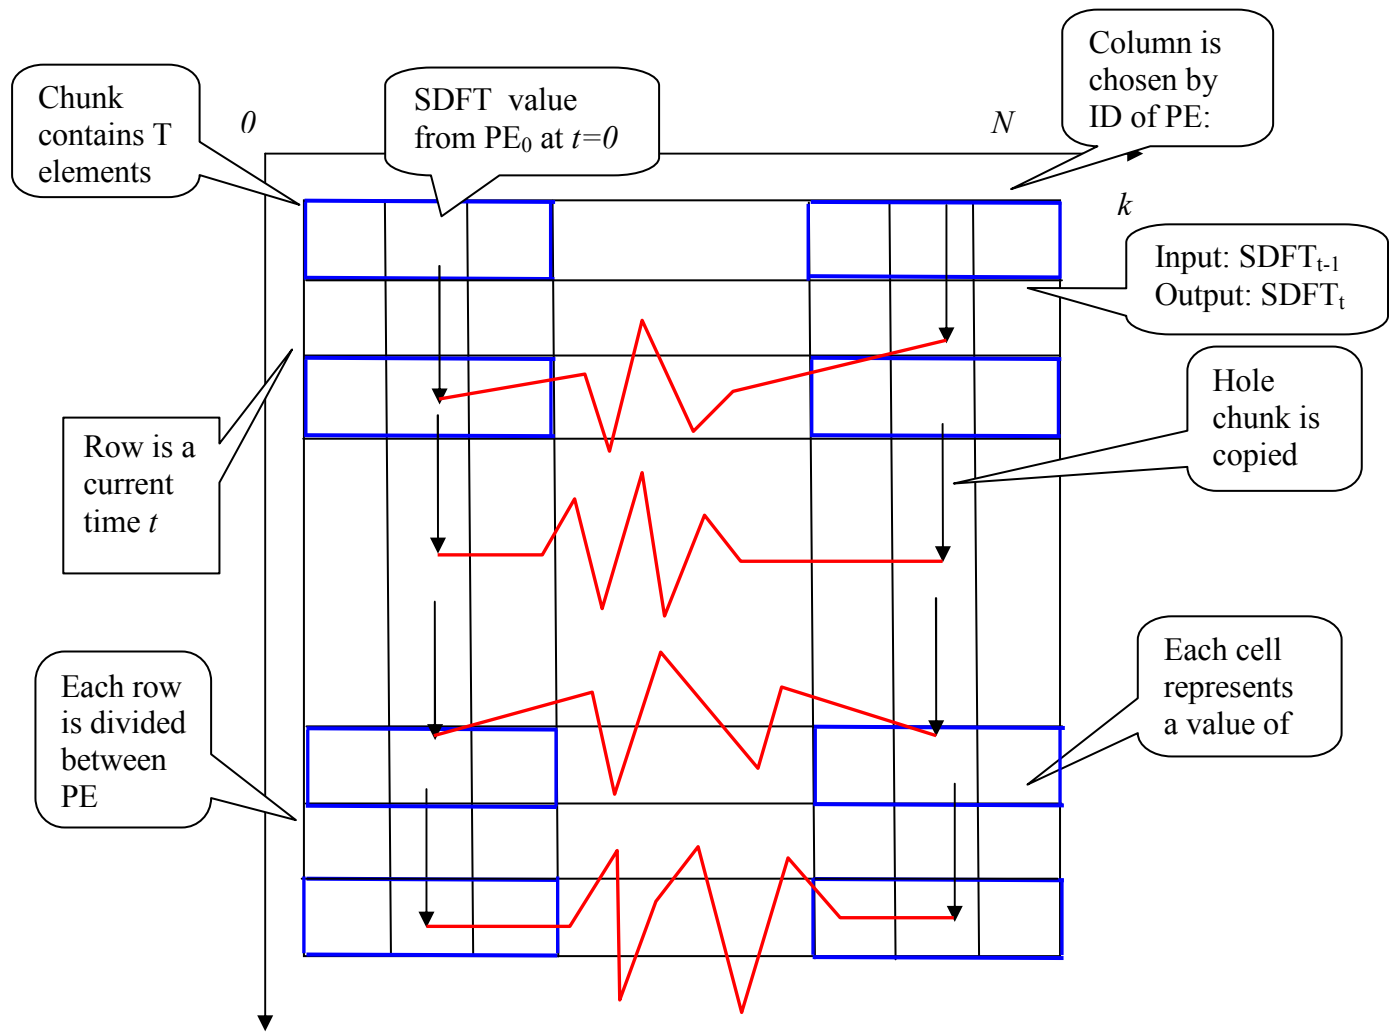 Column is
chosen by
ID of PE:
Chunk
contains T
elements
0
SDFT value
from PE₀ at t=0
N
k
Input: SDFTₜ₋₁
Output: SDFTₜ
Hole
chunk is
copied
Row is a
current
time t
Each cell
represents
a value of
Each row
is divided
between
PE